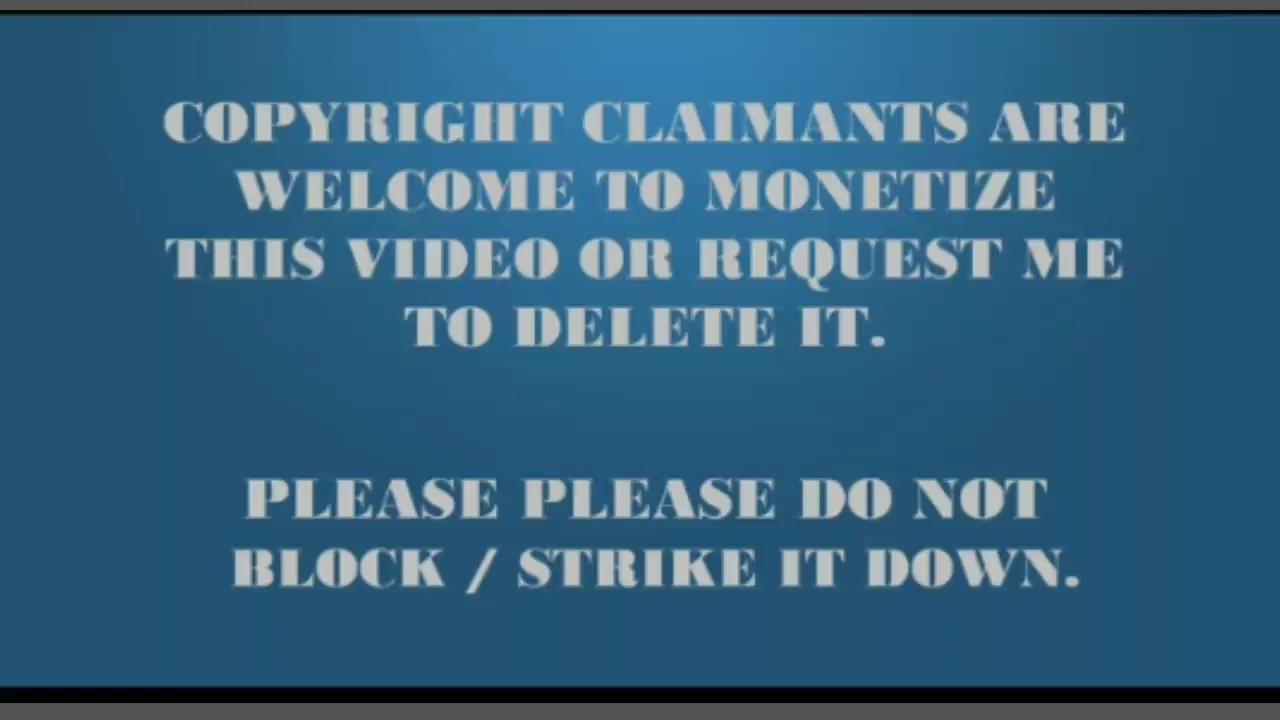 COPYRIGHT CLAIMANTS ARE
WELCOME TO MONETIZE
THIS VIDEO OR REQUEST ME
TO DELETE IT.
PLEASE PLEASE DO NOT
BLOCK / STRIKE IT DOWN.